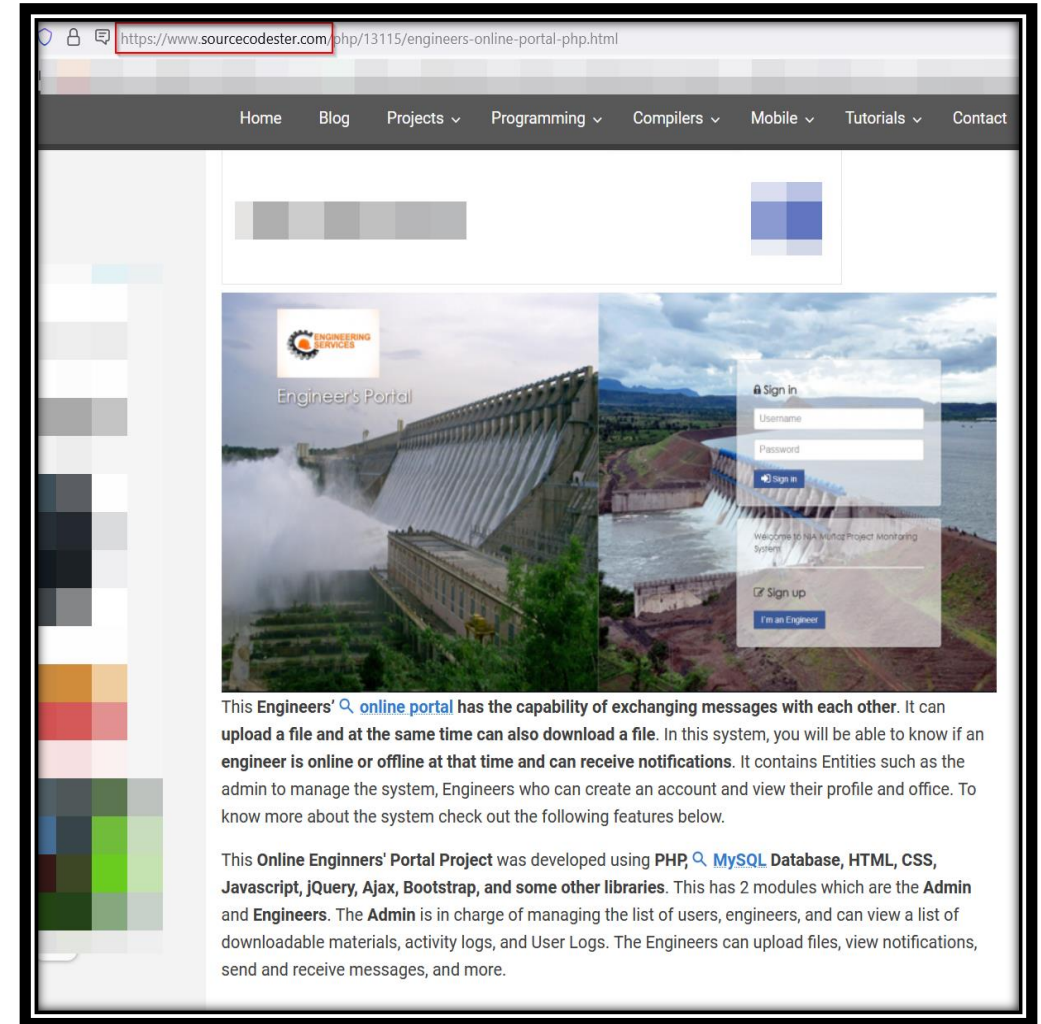 https://www.sourcecodester.com/php/13115/engineers-online-portal-php.html
Home Blog Projects Programming Compilers Mobile Tutorials Contact
ENGINEERING
SERVICES
Engineer's Portal
Sign in
Username
Password
Sign in
Welcome to NIA Muñoz Project Monitoring
System
Sign up
I'm an Engineer
This Engineers' online portal has the capability of exchanging messages with each other. It can
upload a file and at the same time can also download a file. In this system, you will be able to know if an
engineer is online or offline at that time and can receive notifications. It contains Entities such as the
admin to manage the system, Engineers who can create an account and view their profile and office. To
know more about the system check out the following features below.
This Online Enginners' Portal Project was developed using PHP, MySQL Database, HTML, CSS,
Javascript, jQuery, Ajax, Bootstrap, and some other libraries. This has 2 modules which are the Admin
and Engineers. The Admin is in charge of managing the list of users, engineers, and can view a list of
downloadable materials, activity logs, and User Logs. The Engineers can upload files, view notifications,
send and receive messages, and more.